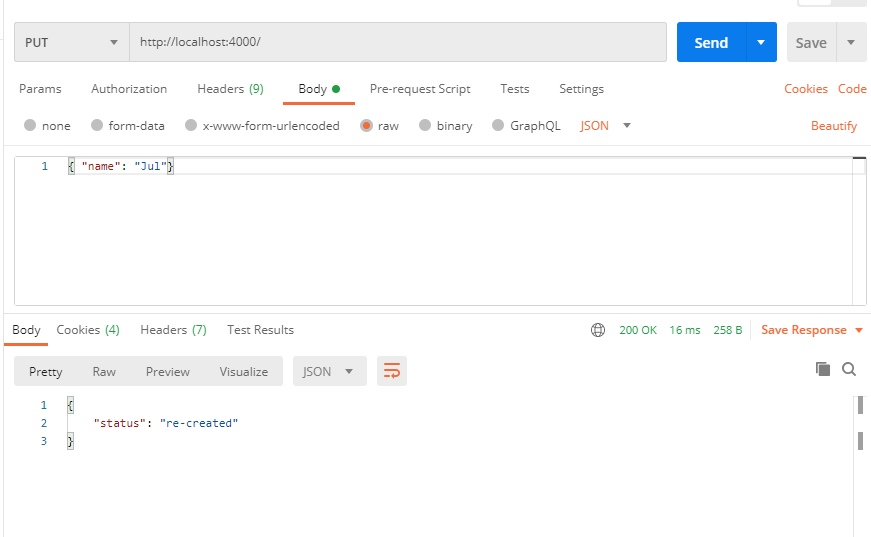 PUT http://localhost:4000/ Send Save
Params Authorization Headers (9) Body Pre-request Script Tests Settings Cookies Code
none form-data x-www-form-urlencoded raw binary GraphQL JSON Beautify
1 { "name": "Jul"}
Body Cookies (4) Headers (7) Test Results 200 OK 16 ms 258 B Save Response
Pretty Raw Preview Visualize JSON
1 {
2 "status": "re-created"
3 }